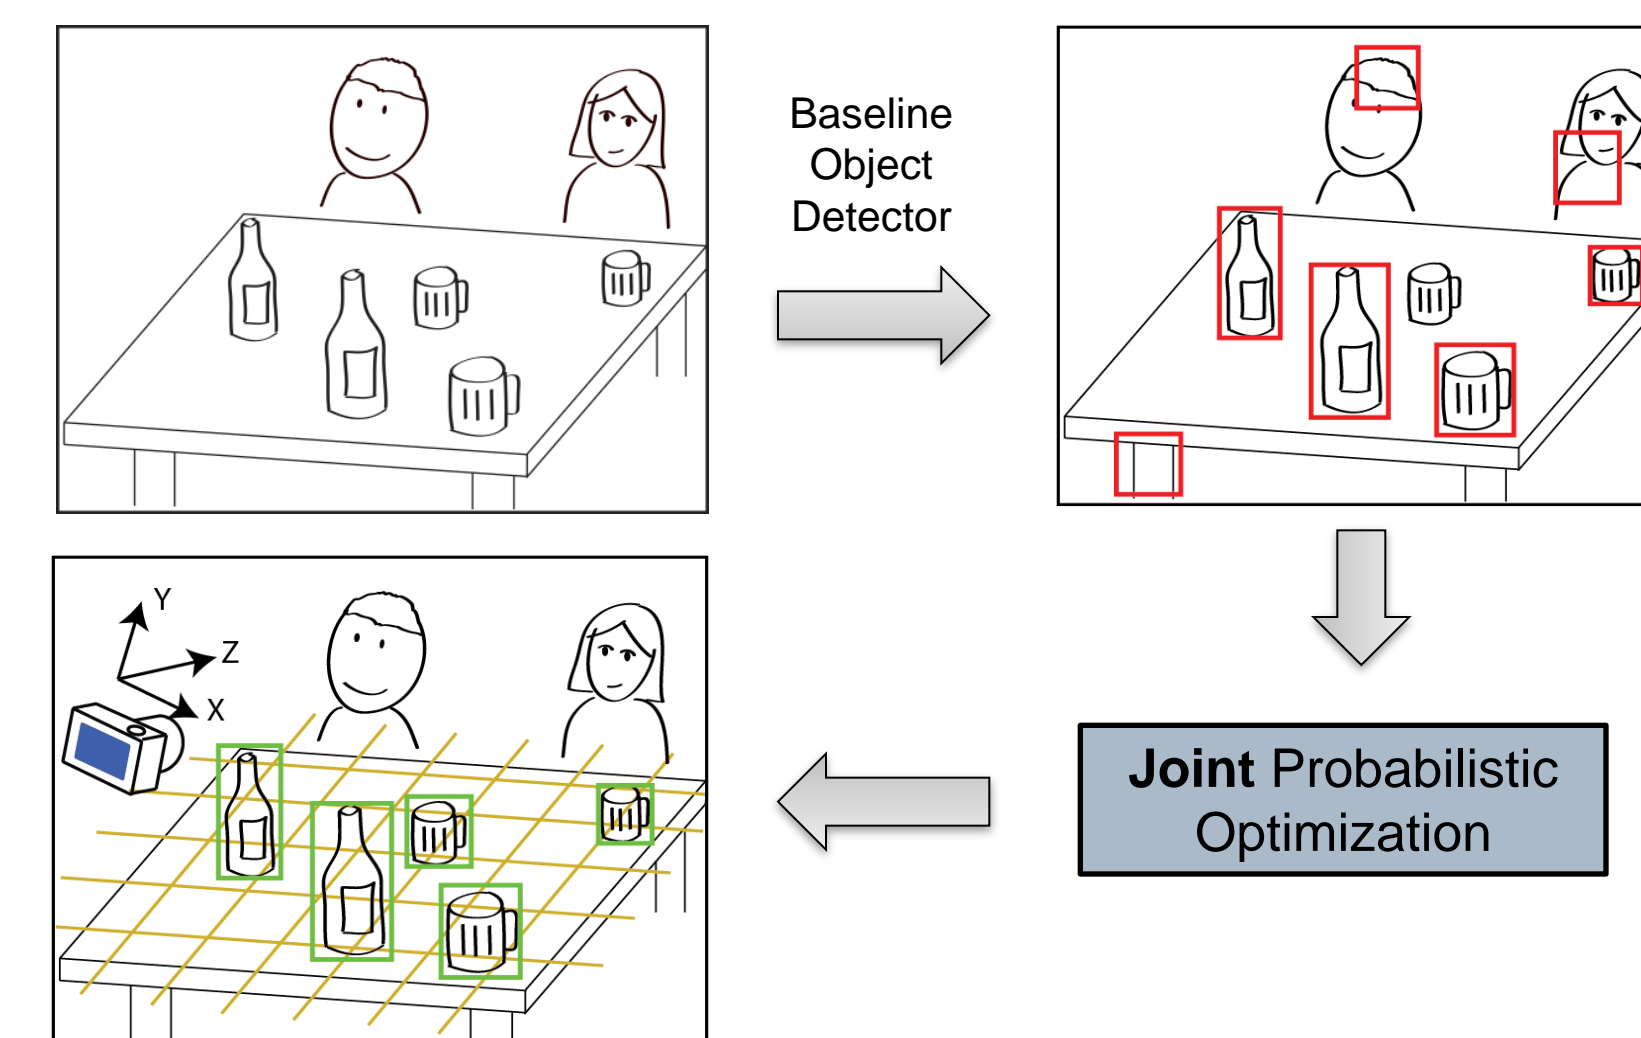 Baseline
Object
Detector
Y
Z
X
Joint Probabilistic
Optimization